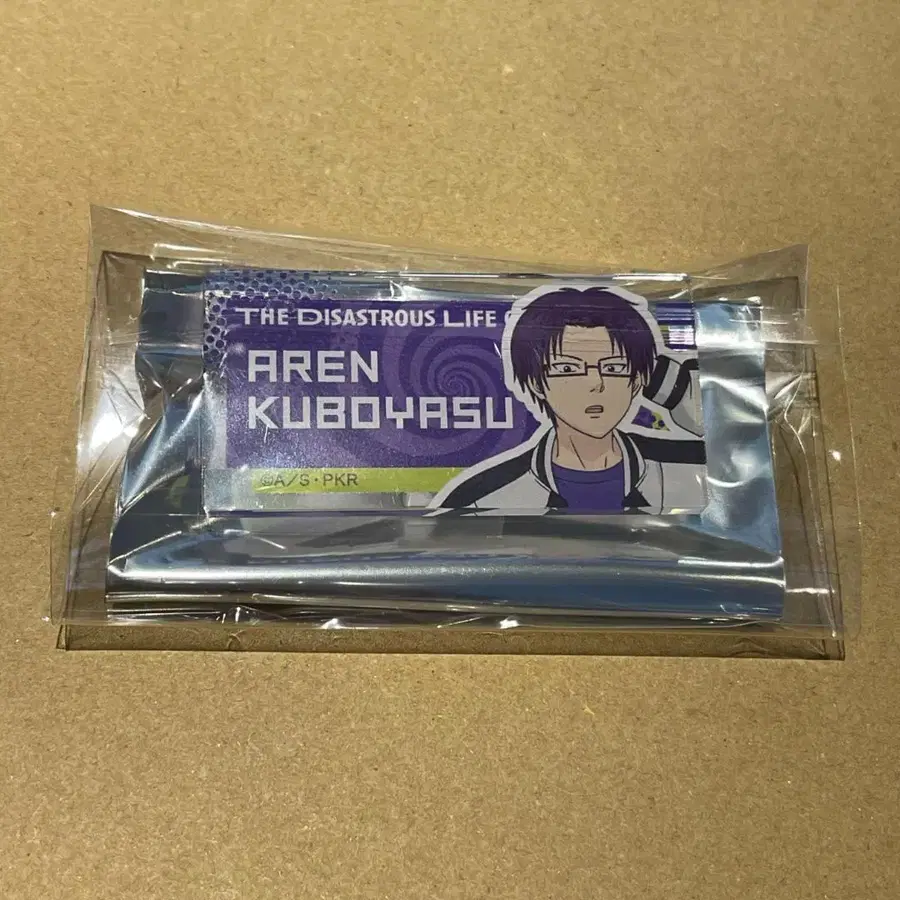 THE DISASTROUS LIFE
AREN
KUBOYASU
©A/S・PKR